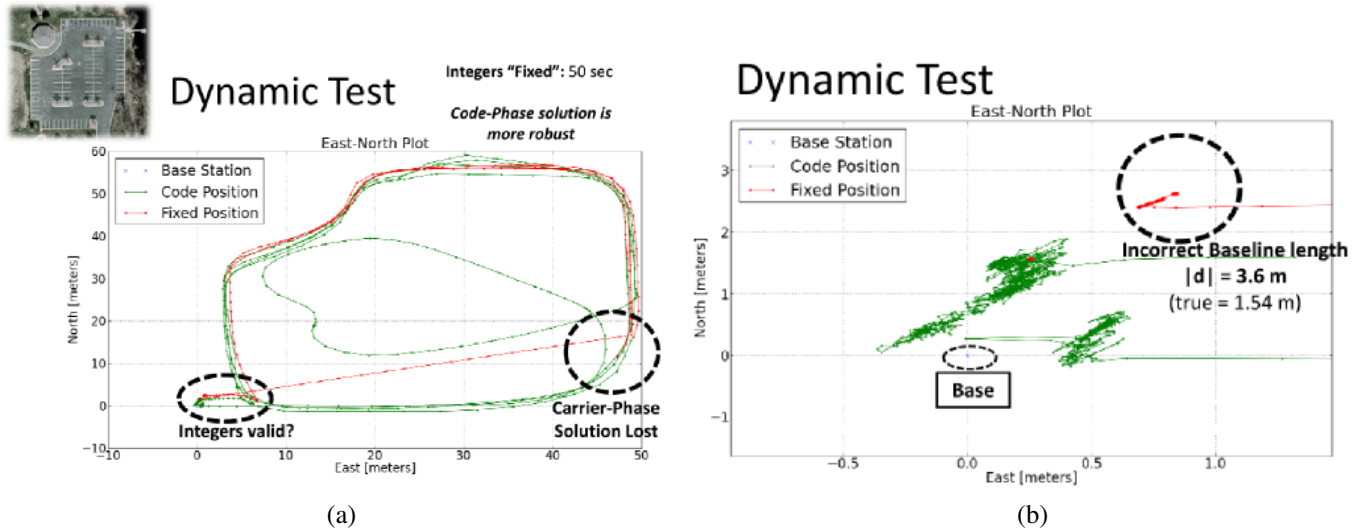 Dynamic Test
Integers "Fixed": 50 sec
Code-Phase solution is
more robust
East-North Plot
Base Station
Code Position
Fixed Position
North [meters]
60
50
40
30
20
10
0
−10
Integers valid?
Carrier-Phase
Solution Lost
−10
0
10
20
30
40
50
East [meters]
(a)
Dynamic Test
East-North Plot
Base Station
Code Position
Fixed Position
North [meters]
3
2
1
0
−1
Incorrect Baseline length
|d| = 3.6 m
(true = 1.54 m)
Base
−0.5
0.0
0.5
1.0
East [meters]
(b)